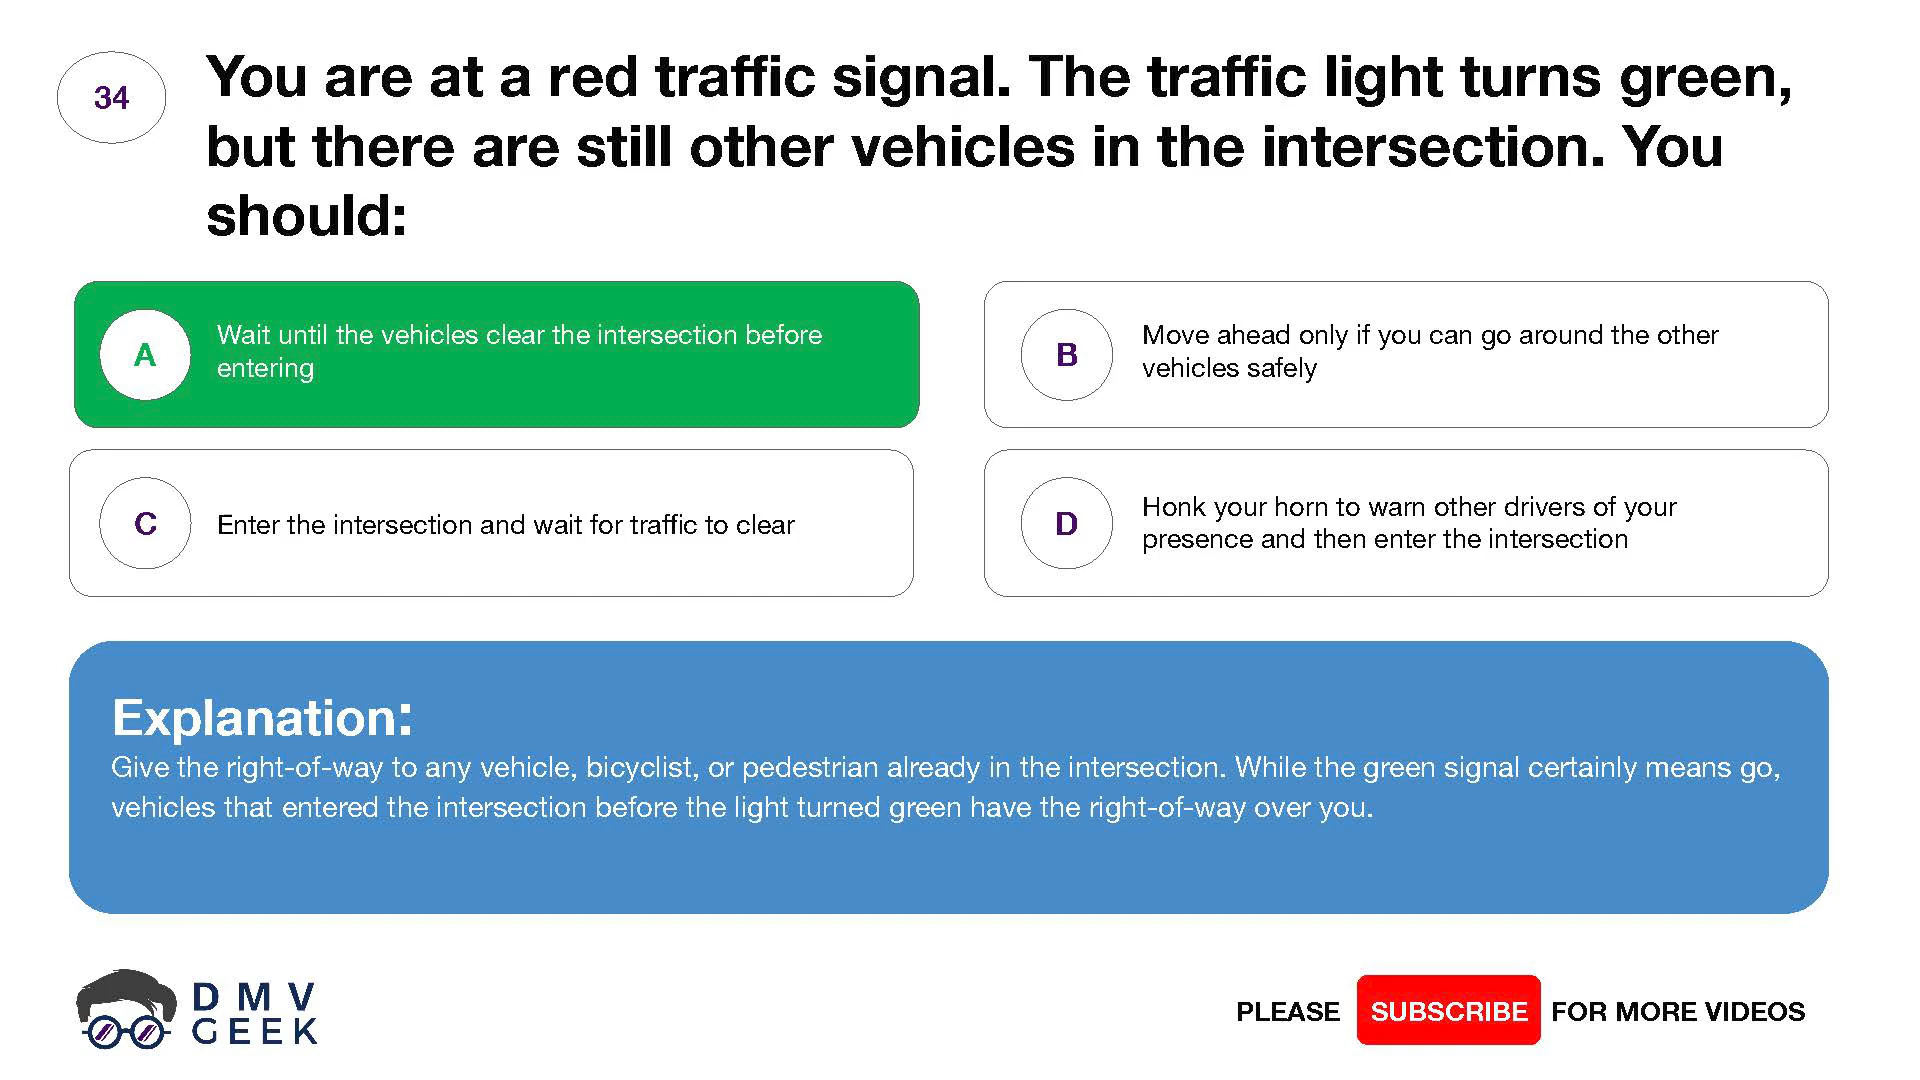 34
You are at a red traffic signal. The traffic light turns green,
but there are still other vehicles in the intersection. You
should:
A
Wait until the vehicles clear the intersection before
entering
B
Move ahead only if you can go around the other
vehicles safely
C
Enter the intersection and wait for traffic to clear
D
Honk your horn to warn other drivers of your
presence and then enter the intersection
Explanation:
Give the right-of-way to any vehicle, bicyclist, or pedestrian already in the intersection. While the green signal certainly means go,
vehicles that entered the intersection before the light turned green have the right-of-way over you.
DMV
GEEK
PLEASE SUBSCRIBE FOR MORE VIDEOS